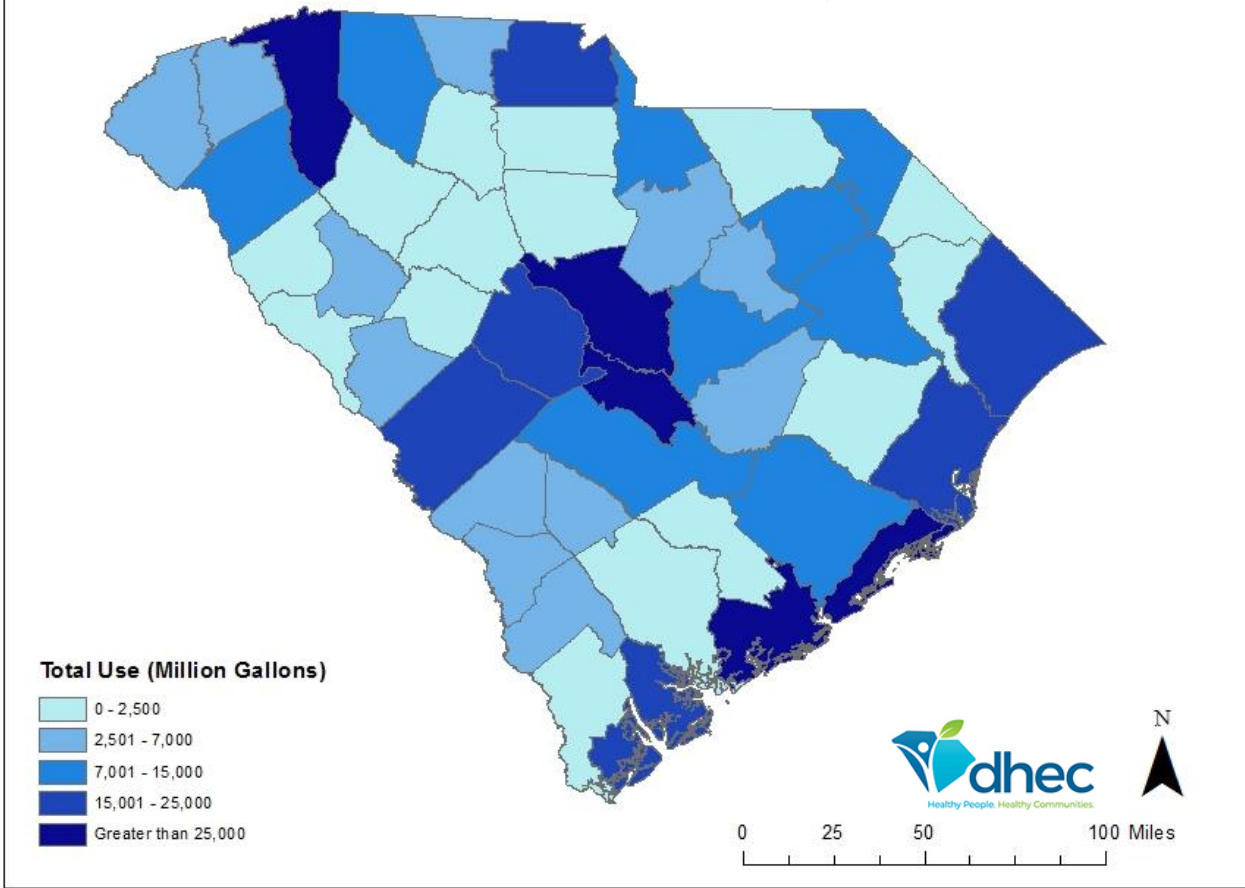 Total Use (Million Gallons)
0 - 2,500
2,501 - 7,000
7,001 - 15,000
15,001 - 25,000
Greater than 25,000
dhec
Healthy People. Healthy Communities.
N
0 25 50 100 Miles